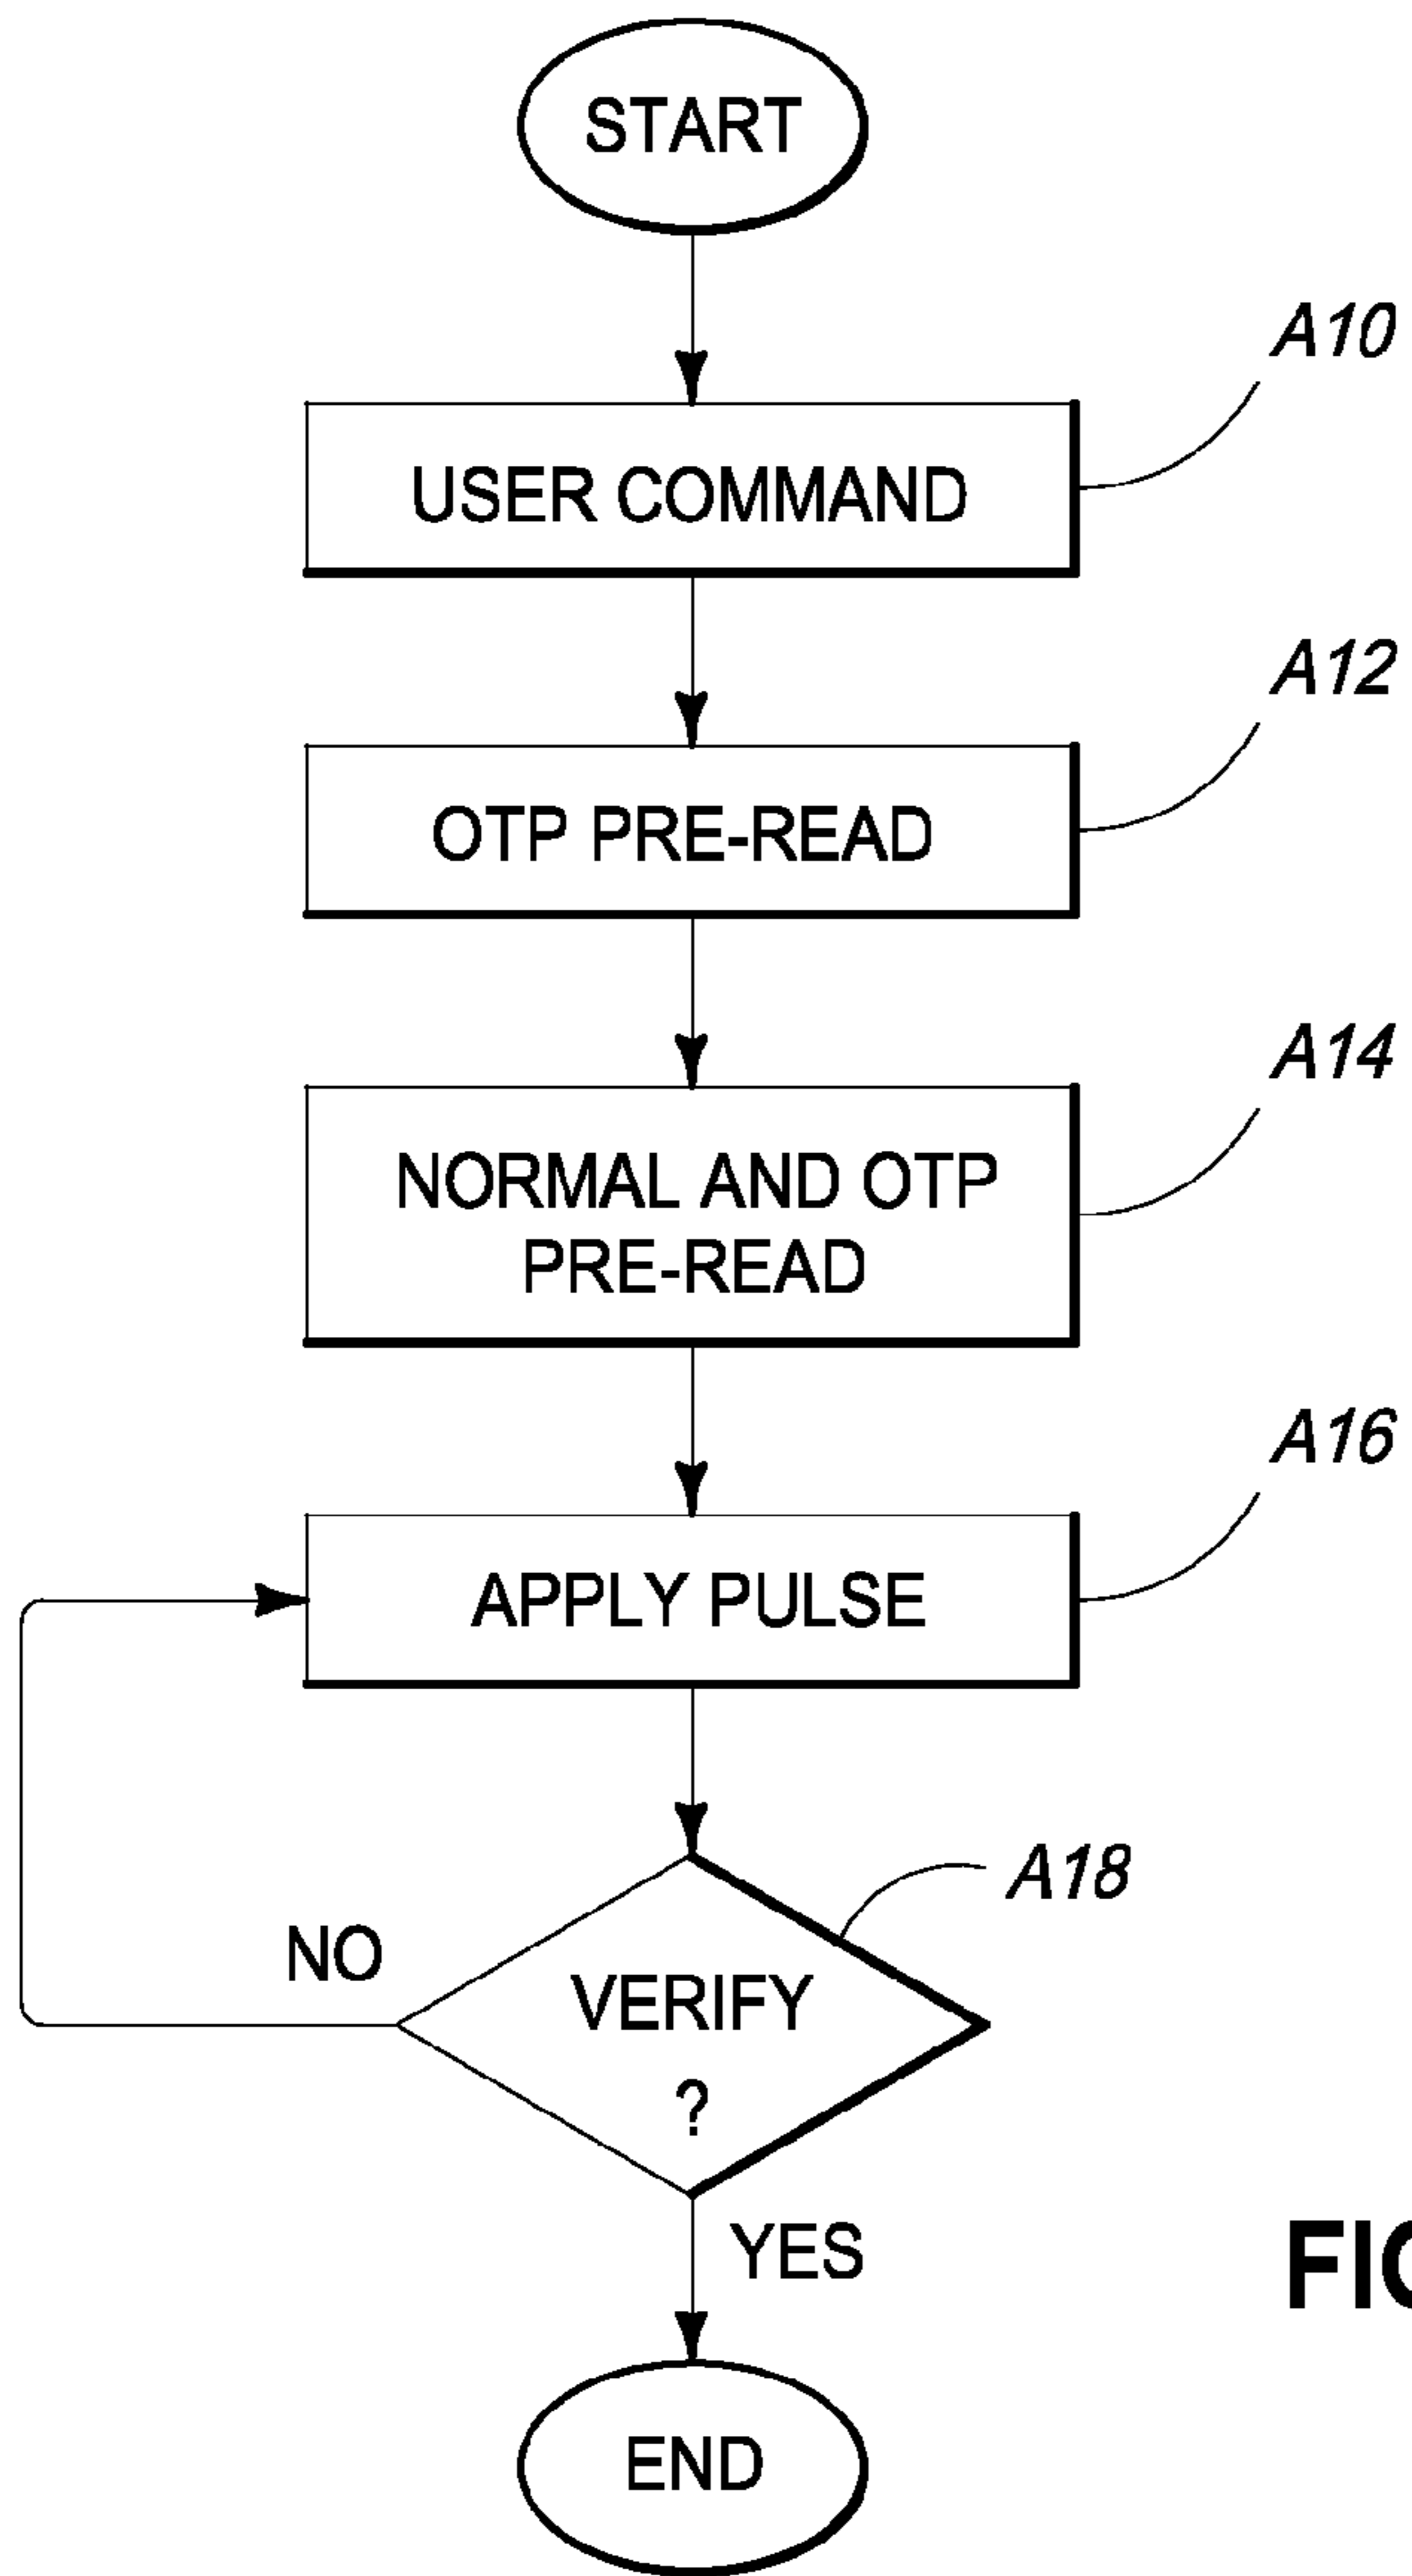 START
A10
USER COMMAND
A12
OTP PRE-READ
A14
NORMAL AND OTP
PRE-READ
A16
APPLY PULSE
A18
NO
VERIFY
?
YES
END